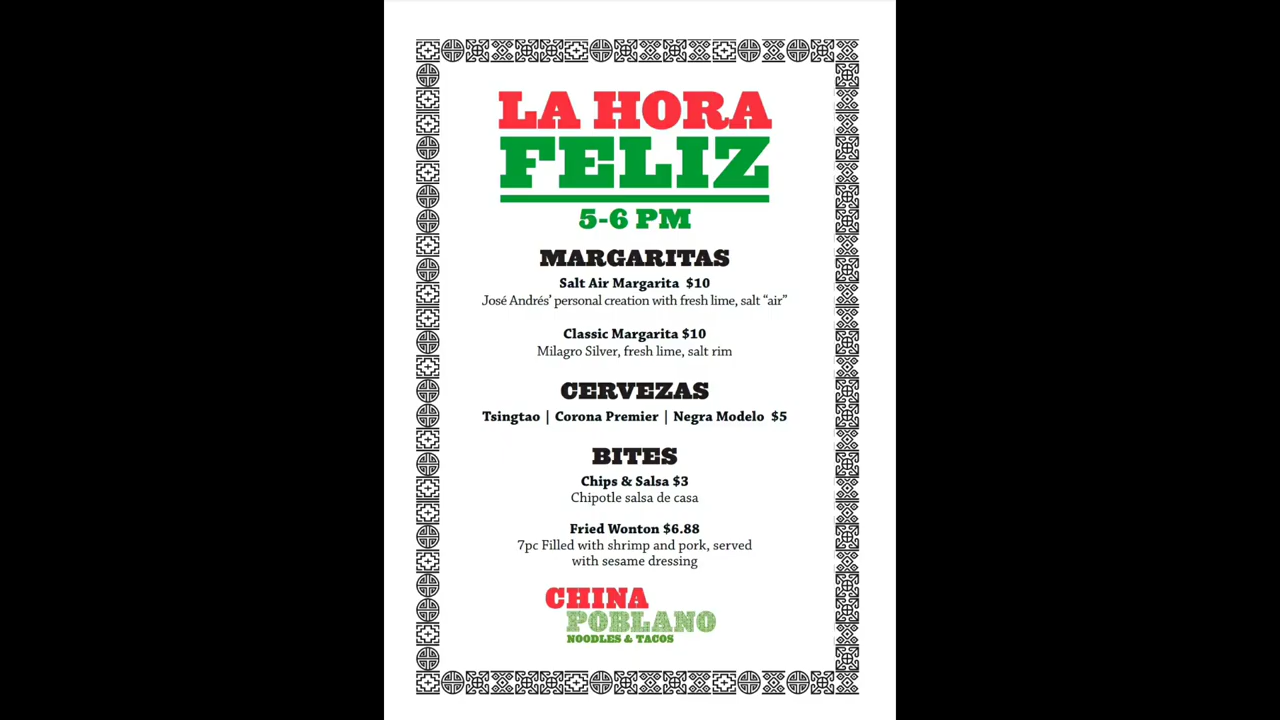 LA HORA
FELIZ
5-6 PM
MARGARITAS
Salt Air Margarita $10
José Andrés’ personal creation with fresh lime, salt “air”
Classic Margarita $10
Milagro Silver, fresh lime, salt rim
CERVEZAS
Tsingtao | Corona Premier | Negra Modelo $5
BITES
Chips & Salsa $3
Chipotle salsa de casa
Fried Wonton $6.88
7pc Filled with shrimp and pork, served
with sesame dressing
CHINA
POBLANO
NOODLES & TACOS